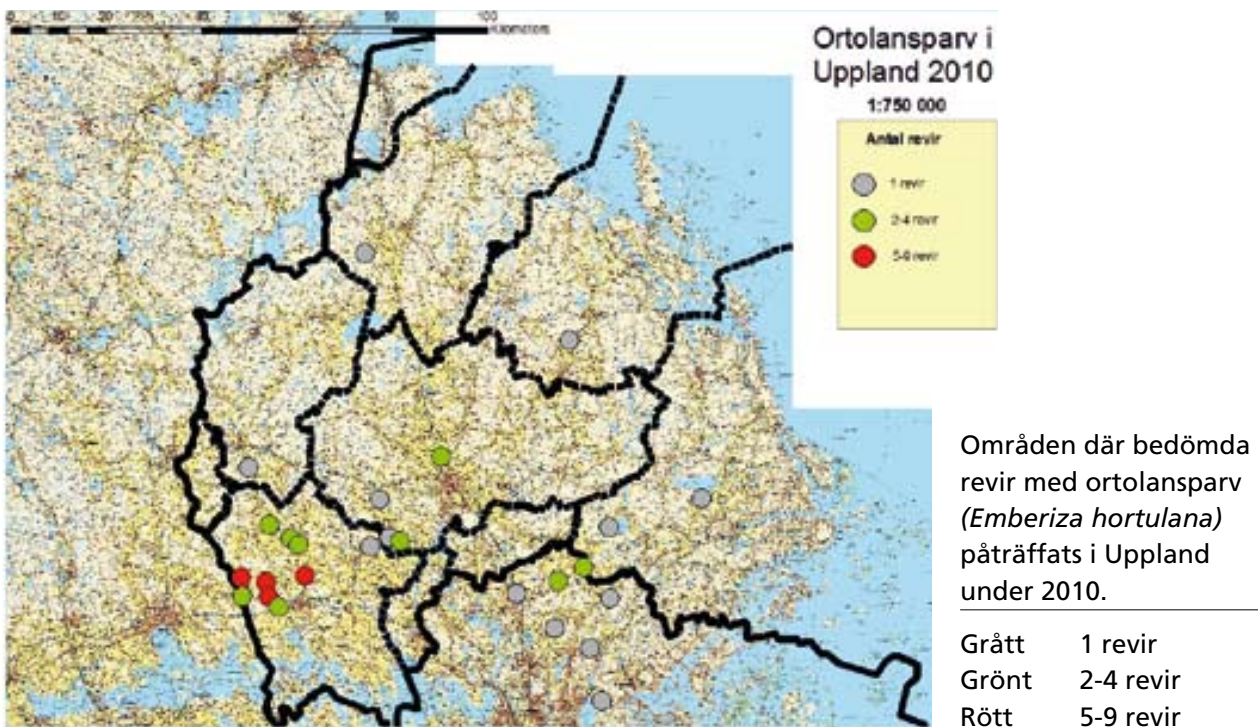 100
Kilometers
Ortolansparv i
Uppland 2010
1:750 000
Antal revir
1 revir
2-4 revir
5-9 revir
Områden där bedömda
revir med ortolansparv
(Emberiza hortulana)
påträffats i Uppland
under 2010.
Grått 1 revir
Grönt 2-4 revir
Rött 5-9 revir